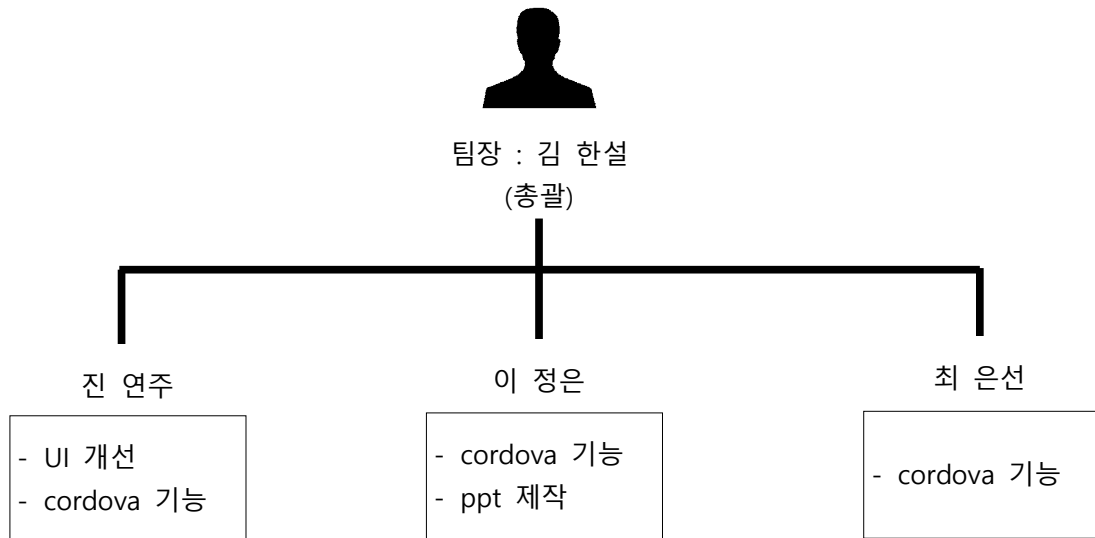 팀장 : 김 한설
(총괄)
진 연주
- UI 개선
- cordova 기능
이 정은
- cordova 기능
- ppt 제작
최 은선
- cordova 기능